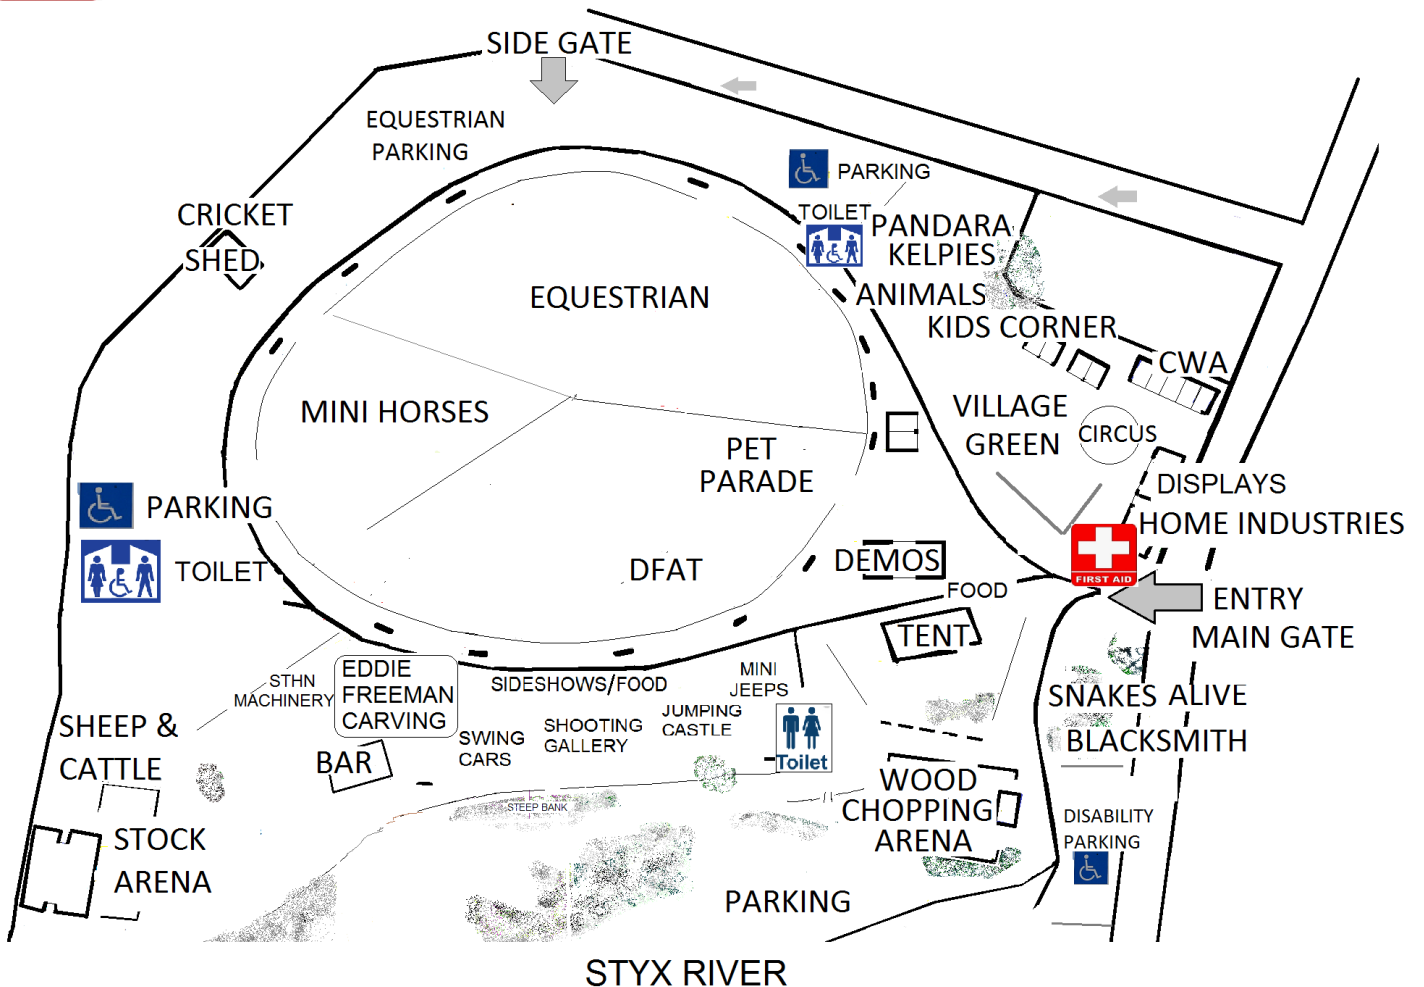 SIDE GATE
EQUESTRIAN
PARKING
PARKING
CRICKET
SHED
TOILET
PANDARA
KELPIES
ANIMALS
KIDS CORNER
CWA
EQUESTRIAN
MINI HORSES
VILLAGE
GREEN
CIRCUS
PET
PARADE
DISPLAYS
HOME INDUSTRIES
PARKING
TOILET
DFAT
DEMOS
FIRST AID
FOOD
ENTRY
MAIN GATE
TENT
STHN
MACHINERY
EDDIE
FREEMAN
CARVING
SIDESHOWS/FOOD
MINI
JEEPS
SNAKES ALIVE
SHEEP &
CATTLE
BAR
SWING
CARS
SHOOTING
GALLERY
JUMPING
CASTLE
Toilet
BLACKSMITH
WOOD
CHOPPING
ARENA
STEEP BANK
DISABILITY
PARKING
STOCK
ARENA
PARKING
STYX RIVER